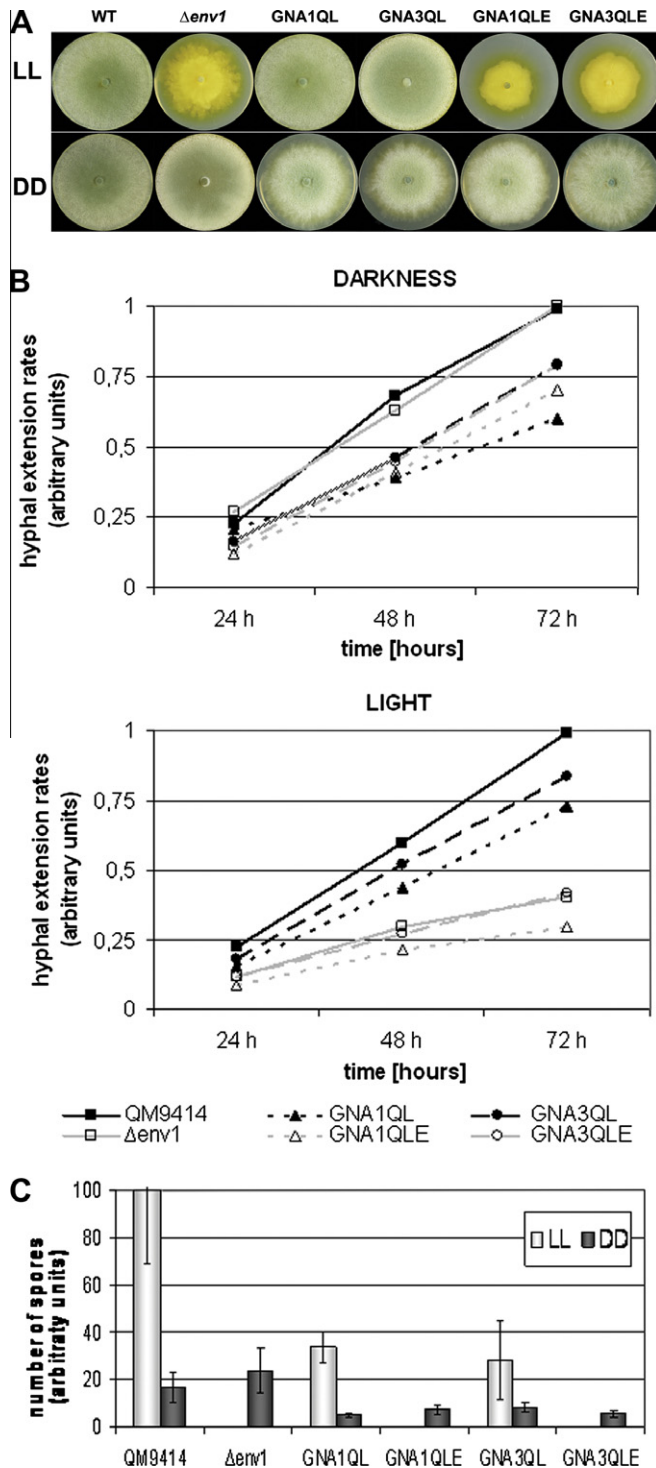 A
WT Δenv1 GNA1QL GNA3QL GNA1QLE GNA3QLE
LL
DD
B
DARKNESS
hyphal extension rates
(arbitrary units)
1
0,75
0,5
0,25
0
24 h 48 h 72 h
time [hours]
LIGHT
hyphal extension rates
(arbitrary units)
1
0,75
0,5
0,25
0
24 h 48 h 72 h
time [hours]
QM9414 GNA1QL GNA3QL
Δenv1 GNA1QLE GNA3QLE
C
number of spores
(arbitraty units)
100
80
60
40
20
0
LL DD
QM9414 Δenv1 GNA1QL GNA1QLE GNA3QL GNA3QLE